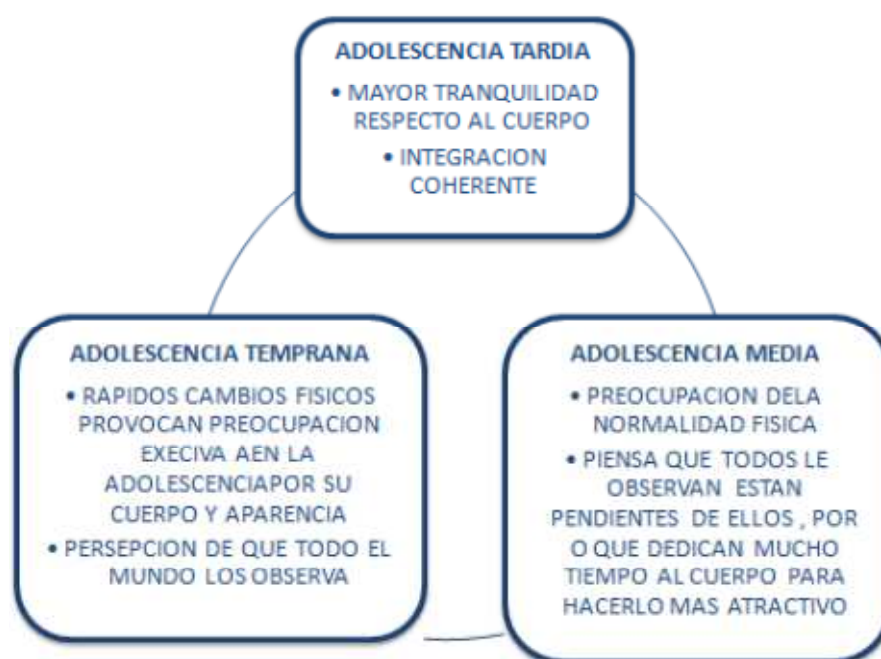 ADOLESCENCIA TARDIA
• MAYOR TRANQUILIDAD
RESPECTO AL CUERPO
• INTEGRACION
COHERENTE
ADOLESCENCIA TEMPRANA
• RAPIDOS CAMBIOS FISICOS
PROVOCAN PREOCUPACION
EXECIVA AEN LA
ADOLESCENCIAPOR SU
CUERPO Y APARIENCIA
• PERSEPCION DE QUE TODO EL
MUNDO LOS OBSERVA
ADOLESCENCIA MEDIA
• PREOCUPACION DELA
NORMALIDAD FISICA
• PIENSA QUE TODOS LE
OBSERVAN ESTAN
PENDIENTES DE ELLOS , POR
O QUE DEDICAN MUCHO
TIEMPO AL CUERPO PARA
HACERLO MAS ATRACTIVO